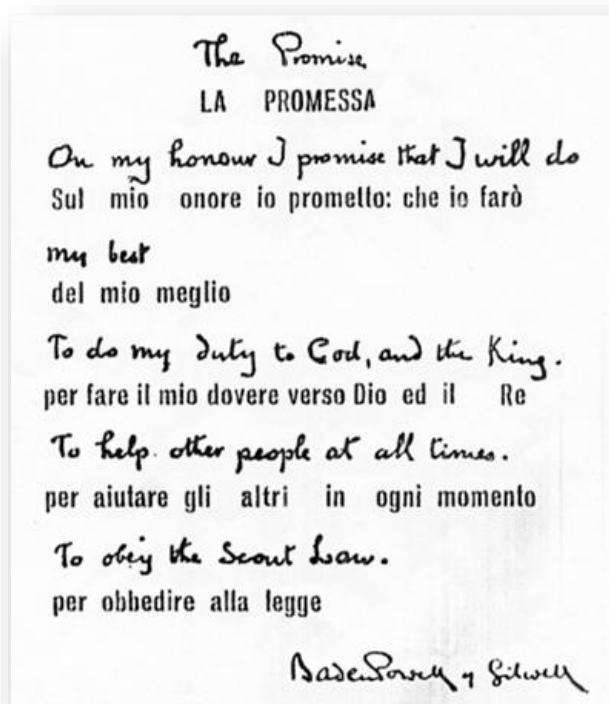 The Promise
LA PROMESSA
On my honour I promise that I will do
Sul mio onore io prometto: che io farò
my best
del mio meglio
To do my duty to God, and the King.
per fare il mio dovere verso Dio ed il Re
To help other people at all times.
per aiutare gli altri in ogni momento
To obey the Scout Law.
per obbedire alla legge
Baden Powell of Gilwell